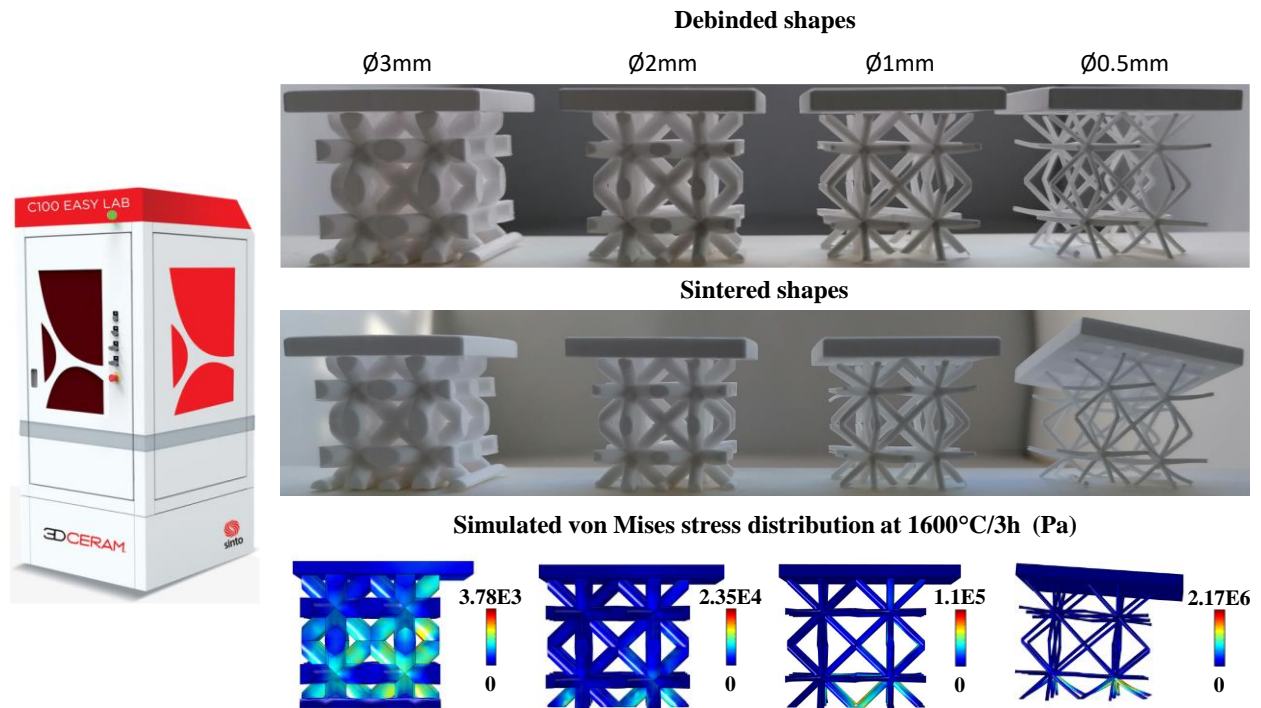 Debinded shapes
Ø3mm Ø2mm Ø1mm Ø0.5mm
C100 EASY LAB
3DCERAM
sinto
Sintered shapes
Simulated von Mises stress distribution at 1600°C/3h (Pa)
3.78E3 2.35E4 1.1E5 2.17E6
0 0 0 0